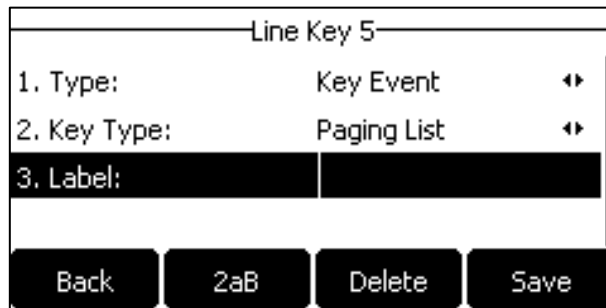 Line Key 5
1. Type: Key Event
2. Key Type: Paging List
3. Label:
Back 2aB Delete Save